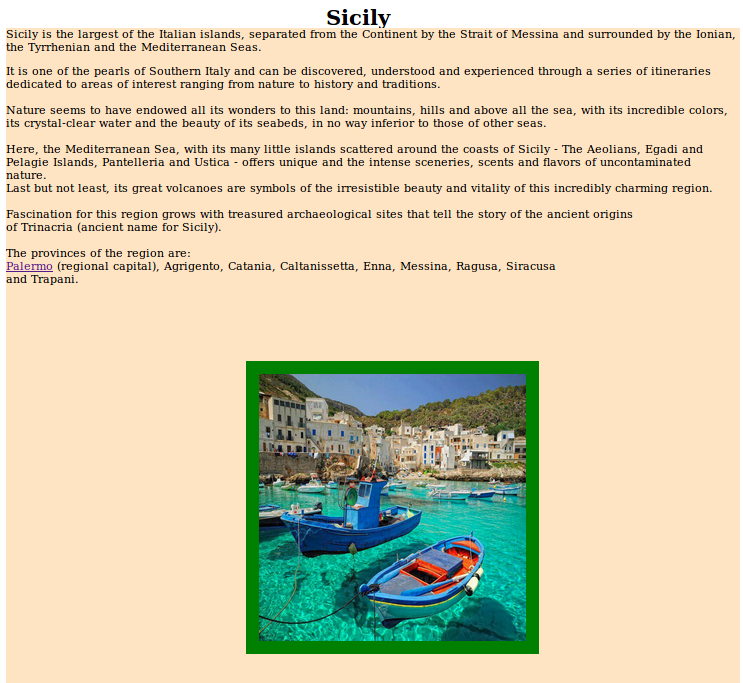 Sicily
Sicily is the largest of the Italian islands, separated from the Continent by the Strait of Messina and surrounded by the Ionian,
the Tyrrhenian and the Mediterranean Seas.
It is one of the pearls of Southern Italy and can be discovered, understood and experienced through a series of itineraries
dedicated to areas of interest ranging from nature to history and traditions.
Nature seems to have endowed all its wonders to this land: mountains, hills and above all the sea, with its incredible colors,
its crystal-clear water and the beauty of its seabeds, in no way inferior to those of other seas.
Here, the Mediterranean Sea, with its many little islands scattered around the coasts of Sicily - The Aeolians, Egadi and
Pelagie Islands, Pantelleria and Ustica - offers unique and the intense sceneries, scents and flavors of uncontaminated
nature.
Last but not least, its great volcanoes are symbols of the irresistible beauty and vitality of this incredibly charming region.
Fascination for this region grows with treasured archaeological sites that tell the story of the ancient origins
of Trinacria (ancient name for Sicily).
The provinces of the region are:
Palermo (regional capital), Agrigento, Catania, Caltanissetta, Enna, Messina, Ragusa, Siracusa
and Trapani.